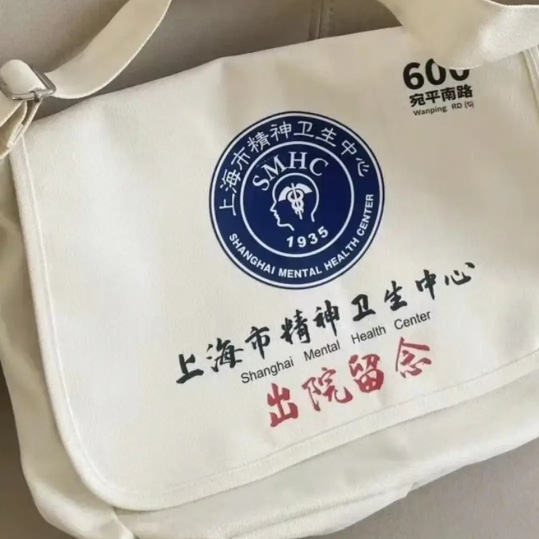 600
宛平南路
Wanping RD (S)
上海市精神卫生中心
SMHC
1935
SHANGHAI MENTAL HEALTH CENTER
上海市精神卫生中心
Shanghai Mental Health Center
出院留念